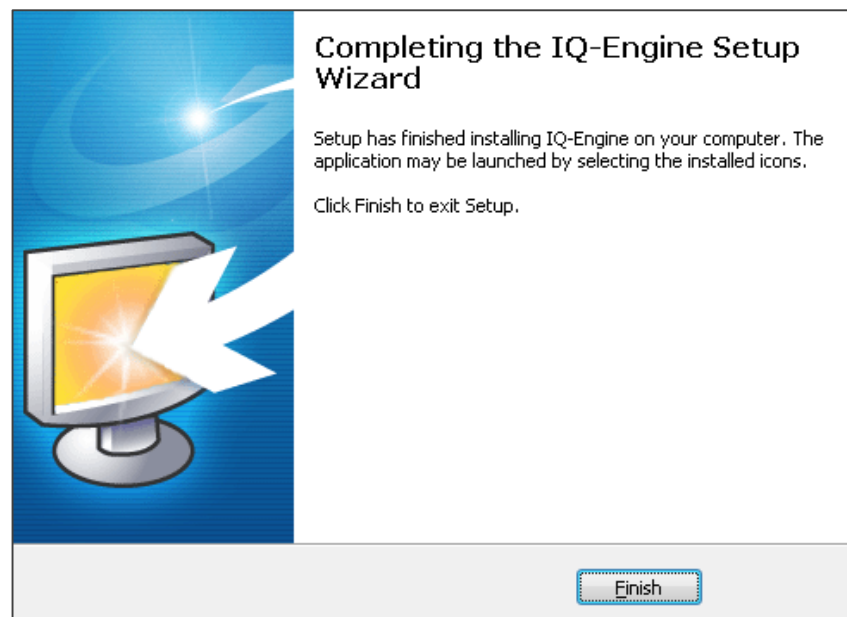 Completing the IQ-Engine Setup
Wizard
Setup has finished installing IQ-Engine on your computer. The
application may be launched by selecting the installed icons.
Click Finish to exit Setup.
Finish